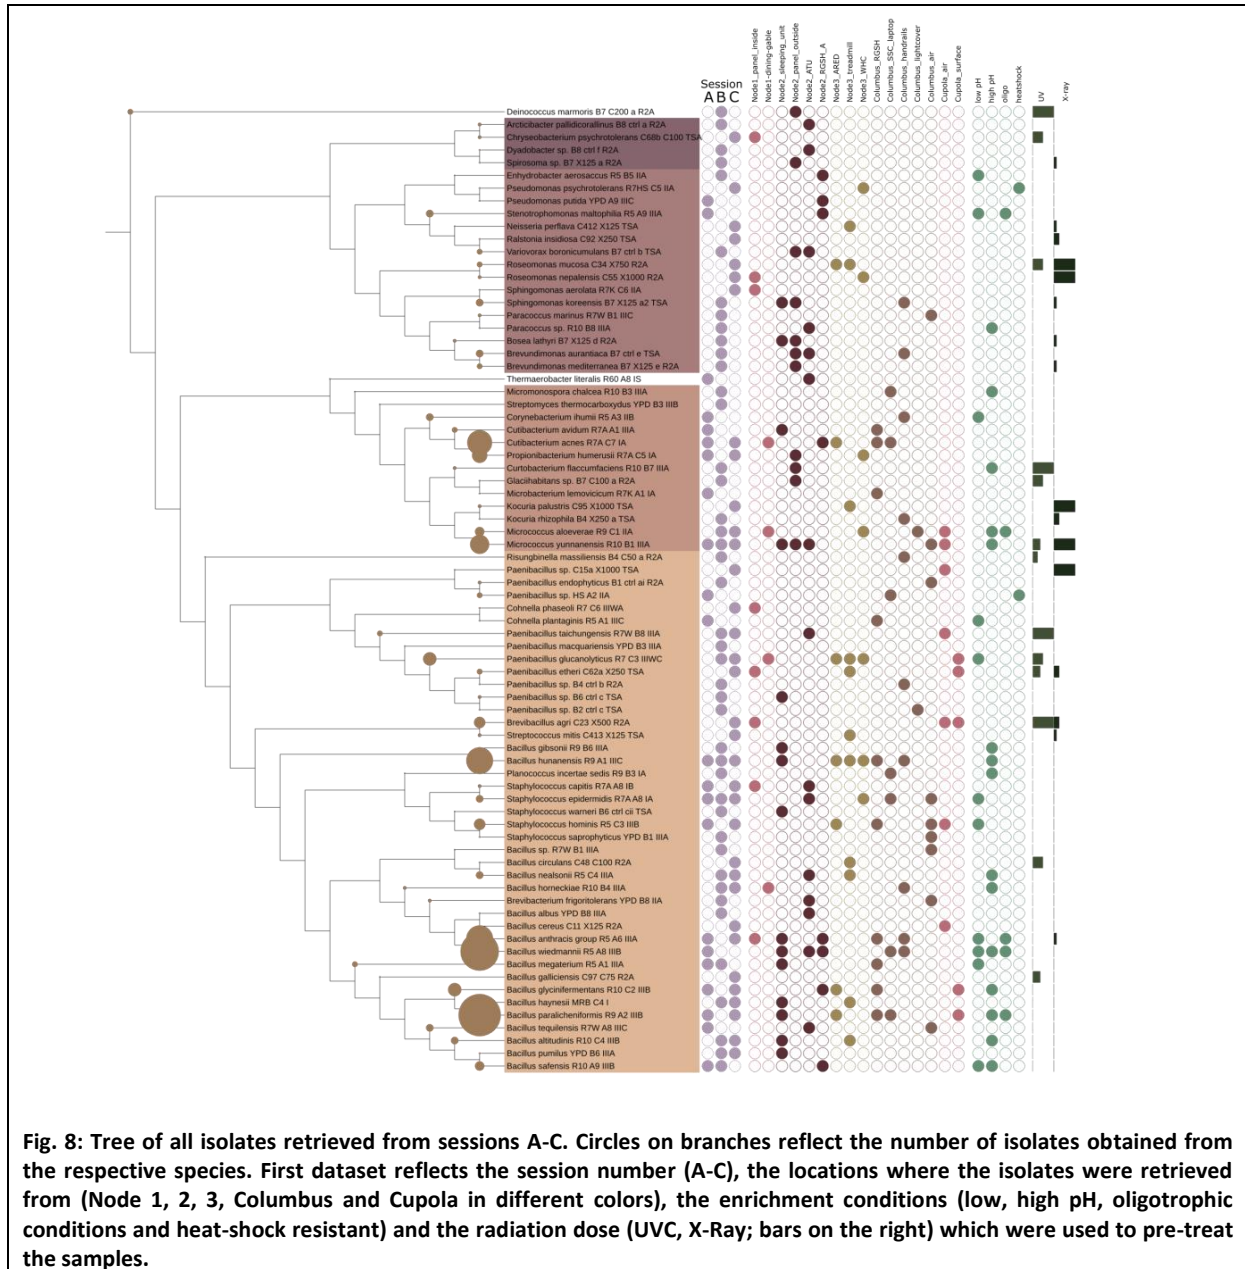 Session
A B C
Node1_panel_inside
Node1-dining-gable
Node2_sleeping_unit
Node2_panel_outside
Node2_ATU
Node2_RGSH_A
Node3_ARED
Node3_treadmill
Node3_WHC
Columbus_RGSH
Columbus_SSC_laptop
Columbus_handrails
Columbus_lightcover
Columbus_air
Cupola_air
Cupola_surface
low pH
high pH
oligo
heatshock
UV
X-ray
Deinococcus marmoris B7 C200 a R2A
Arcticibacter pallidicorallinus B8 ctrl a R2A
Chryseobacterium psychrotolerans C68b C100 TSA
Dyadobacter sp. B8 ctrl f R2A
Spirosoma sp. B7 X125 a R2A
Enhydrobacter aerosaccus R5 B5 IIA
Pseudomonas psychrotolerans R7HS C5 IIA
Pseudomonas putida YPD A9 IIIC
Stenotrophomonas maltophilia R5 A9 IIIA
Neisseria perflava C412 X125 TSA
Ralstonia insidiosa C92 X250 TSA
Variovorax boronicumulans B7 ctrl b TSA
Roseomonas mucosa C34 X750 R2A
Roseomonas nepalensis C55 X1000 R2A
Sphingomonas aerolata R7K C6 IIA
Sphingomonas koreensis B7 X125 a2 TSA
Paracoccus marinus R7W B1 IIIC
Paracoccus sp. R10 B8 IIIA
Bosea lathyri B7 X125 d R2A
Brevundimonas aurantiaca B7 ctrl e TSA
Brevundimonas mediterranea B7 X125 e R2A
Thermaerobacter literalis R60 A8 IS
Micromonospora chalcea R10 B3 IIIA
Streptomyces thermocarboxydus YPD B3 IIIB
Corynebacterium ihumii R5 A3 IIB
Cutibacterium avidum R7A A1 IIIA
Cutibacterium acnes R7A C7 IA
Propionibacterium humerusii R7A C5 IA
Curtobacterium flaccumfaciens R10 B7 IIIA
Glaciihabitans sp. B7 C100 a R2A
Microbacterium lemovicicum R7K A1 IA
Kocuria palustris C95 X1000 TSA
Kocuria rhizophila B4 X250 a TSA
Micrococcus aloeverae R9 C1 IIA
Micrococcus yunnanensis R10 B1 IIIA
Risungbinella massiliensis B4 C50 a R2A
Paenibacillus sp. C15a X1000 TSA
Paenibacillus endophyticus B1 ctrl ai R2A
Paenibacillus sp. HS A2 IIA
Cohnella phaseoli R7 C6 IIIWA
Cohnella plantaginis R5 A1 IIIC
Paenibacillus taichungensis R7W B8 IIIA
Paenibacillus macquariensis YPD B3 IIIA
Paenibacillus glucanolyticus R7 C3 IIIWC
Paenibacillus etheri C62a X250 TSA
Paenibacillus sp. B4 ctrl b R2A
Paenibacillus sp. B6 ctrl c TSA
Paenibacillus sp. B2 ctrl c TSA
Brevibacillus agri C23 X500 R2A
Streptococcus mitis C413 X125 TSA
Bacillus gibsonii R9 B6 IIIA
Bacillus hunanensis R9 A1 IIIC
Planococcus incertae sedis R9 B3 IA
Staphylococcus capitis R7A A8 IB
Staphylococcus epidermidis R7A A8 IA
Staphylococcus warneri B6 ctrl cii TSA
Staphylococcus hominis R5 C3 IIIB
Staphylococcus saprophyticus YPD B1 IIIA
Bacillus sp. R7W B1 IIIA
Bacillus circulans C48 C100 R2A
Bacillus nealsonii R5 C4 IIIA
Bacillus horneckiae R10 B4 IIIA
Brevibacterium frigoritolerans YPD B8 IIA
Bacillus albus YPD B8 IIIA
Bacillus cereus C11 X125 R2A
Bacillus anthracis group R5 A6 IIIA
Bacillus wiedmannii R5 A8 IIIB
Bacillus megaterium R5 A1 IIIA
Bacillus galliciensis C97 C75 R2A
Bacillus glycinifermentans R10 C2 IIIB
Bacillus haynesii MRB C4 I
Bacillus paralicheniformis R9 A2 IIIB
Bacillus tequilensis R7W A8 IIIC
Bacillus altitudinis R10 C4 IIIB
Bacillus pumilus YPD B6 IIIA
Bacillus safensis R10 A9 IIIB
Fig. 8: Tree of all isolates retrieved from sessions A-C. Circles on branches reflect the number of isolates obtained from
the respective species. First dataset reflects the session number (A-C), the locations where the isolates were retrieved
from (Node 1, 2, 3, Columbus and Cupola in different colors), the enrichment conditions (low, high pH, oligotrophic
conditions and heat-shock resistant) and the radiation dose (UVC, X-Ray; bars on the right) which were used to pre-treat
the samples.